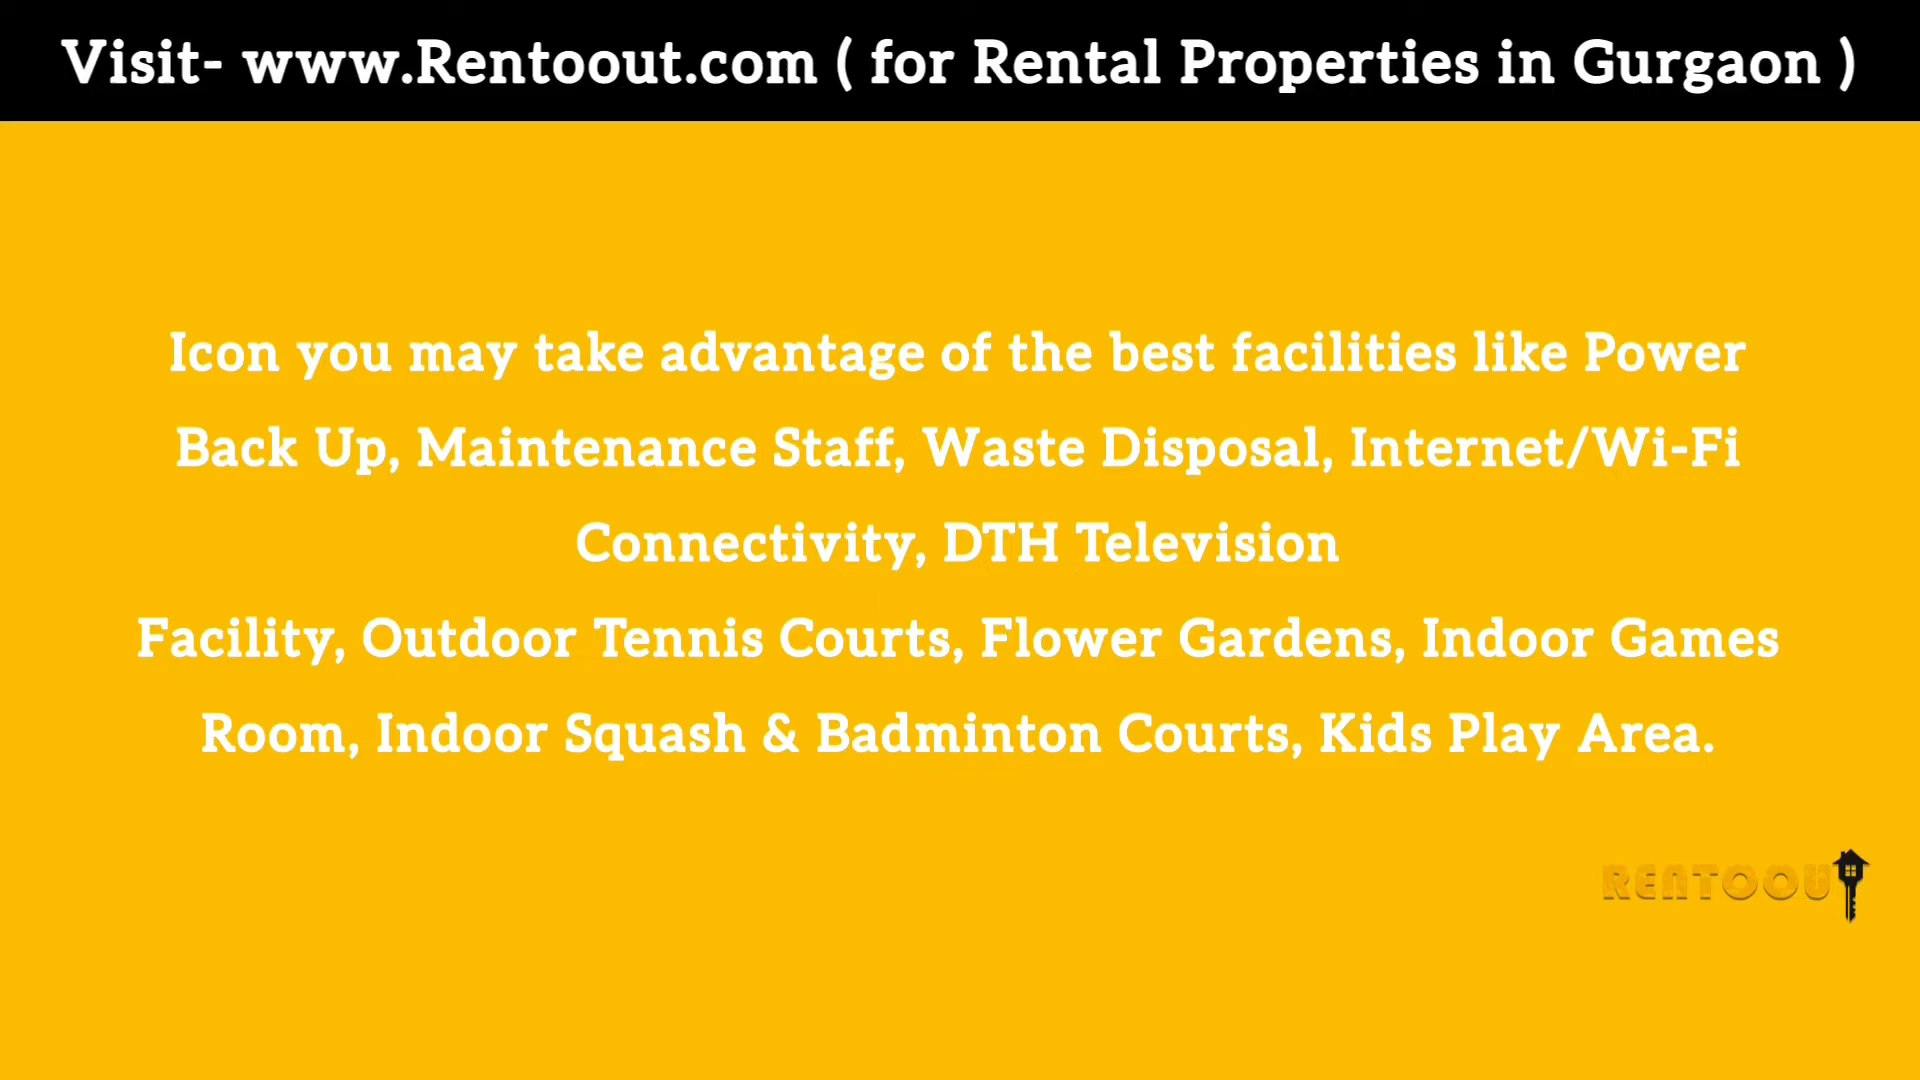 Visit- www.Rentoout.com ( for Rental Properties in Gurgaon )
Icon you may take advantage of the best facilities like Power
Back Up, Maintenance Staff, Waste Disposal, Internet/Wi-Fi
Connectivity, DTH Television
Facility, Outdoor Tennis Courts, Flower Gardens, Indoor Games
Room, Indoor Squash & Badminton Courts, Kids Play Area.
RENTOOUT